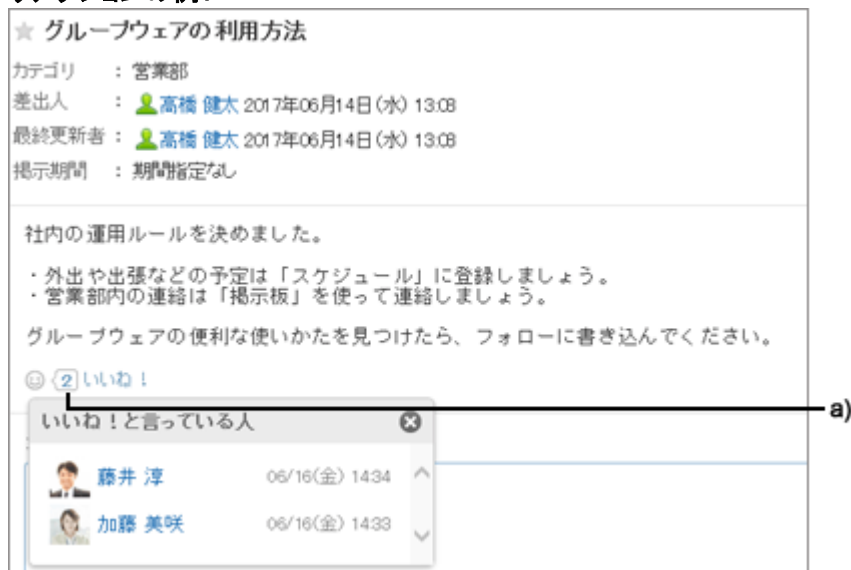 ★ グループウェアの利用方法
カテゴリ : 営業部
差出人 : 高橋 健太 2017年06月14日(水) 13:08
最終更新者 : 高橋 健太 2017年06月14日(水) 13:08
掲示期間 : 期間指定なし
社内の運用ルールを決めました。
・外出や出張などの予定は「スケジュール」に登録しましょう。
・営業部内の連絡は「掲示板」を使って連絡しましょう。
グループウェアの便利な使いかたを見つけたら、フォローに書き込んでください。
2 いいね!
a)
いいね!と言っている人
藤井 淳 06/16(金) 14:34
加藤 美咲 06/16(金) 14:33